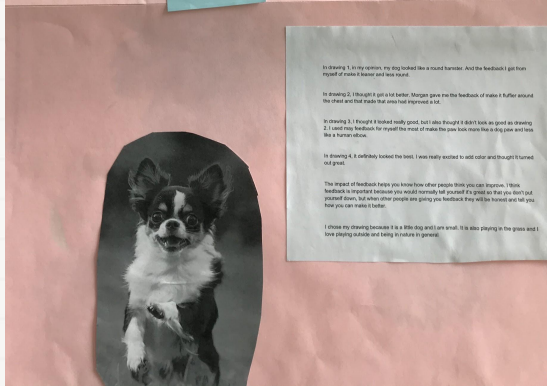 In drawing 1, in my opinion, my dog looked like a round hamster. And the feedback I got from
myself of make it leaner and less round.
In drawing 2, I thought it got a lot better. Morgan gave me the feedback of make it fluffier around
the chest and that made that area had improved a lot.
In drawing 3, I thought it looked really good, but I also thought it didn't look as good as drawing
2. I used may feedback for myself the most of make the paw look more like a dog paw and less
like a human elbow.
In drawing 4, it definitely looked the best. I was really excited to add color and thought it turned
out great.
The impact of feedback helps you know how other people think you can improve. I think
feedback is important because you would normally tell yourself it's great so that you don't put
yourself down, but when other people are giving you feedback they will be honest and tell you
how you can make it better.
I chose my drawing because it is a little dog and I am small. It is also playing in the grass and I
love playing outside and being in nature in general.